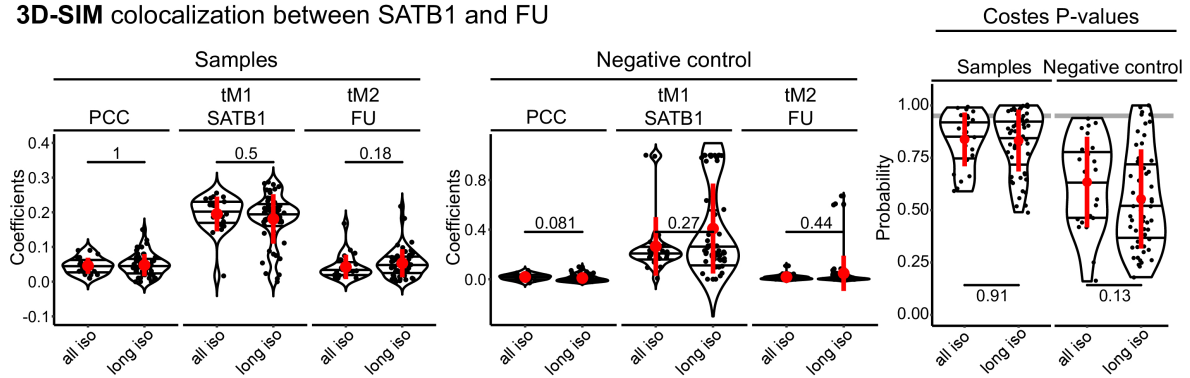 3D-SIM colocalization between SATB1 and FU
Samples
PCC
tM1
SATB1
tM2
FU
Coefficients
0.4
0.3
0.2
0.1
0.0
-0.1
1
0.5
0.18
all iso
long iso
all iso
long iso
all iso
long iso
Negative control
PCC
tM1
SATB1
tM2
FU
Coefficients
0.8
0.4
0.0
0.081
0.27
0.44
all iso
long iso
all iso
long iso
all iso
long iso
Costes P-values
Samples
Negative control
Probability
1.00
0.75
0.50
0.25
0.00
0.91
0.13
all iso
long iso
all iso
long iso